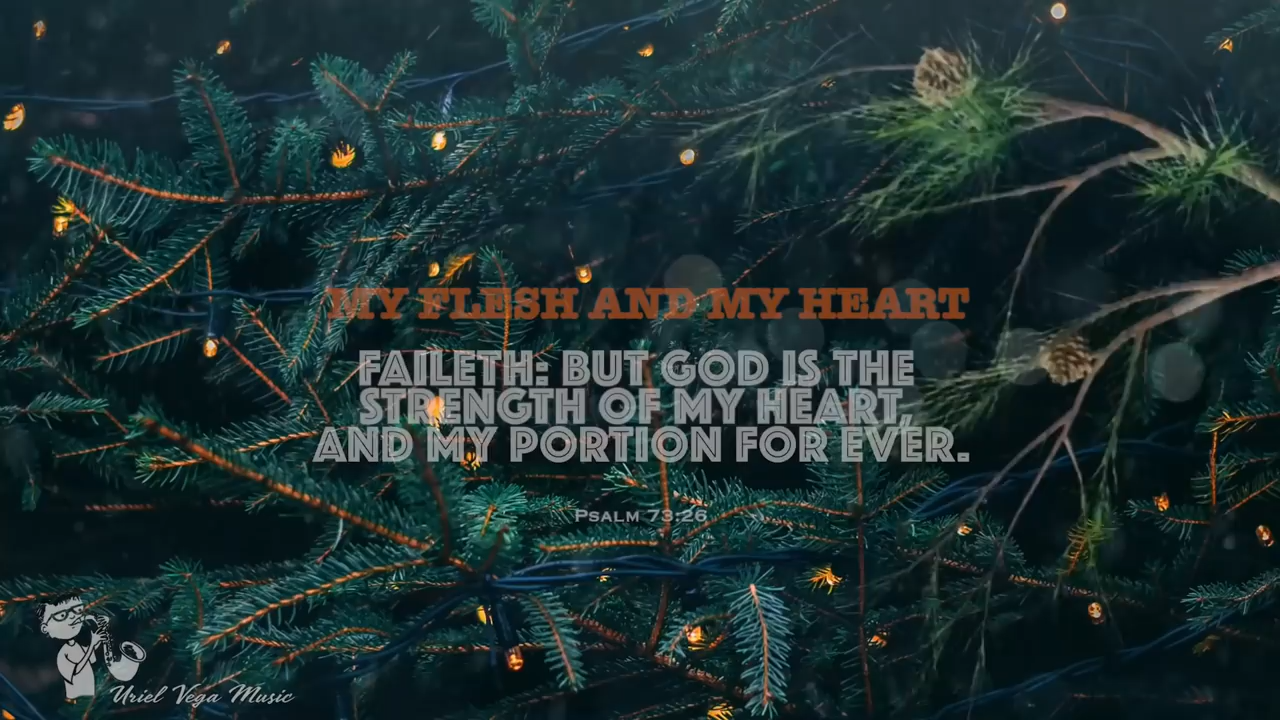 MY FLESH AND MY HEART
FAILETH: BUT GOD IS THE
STRENGTH OF MY HEART,
AND MY PORTION FOR EVER.
Psalm 73:26
Uriel Vega Music